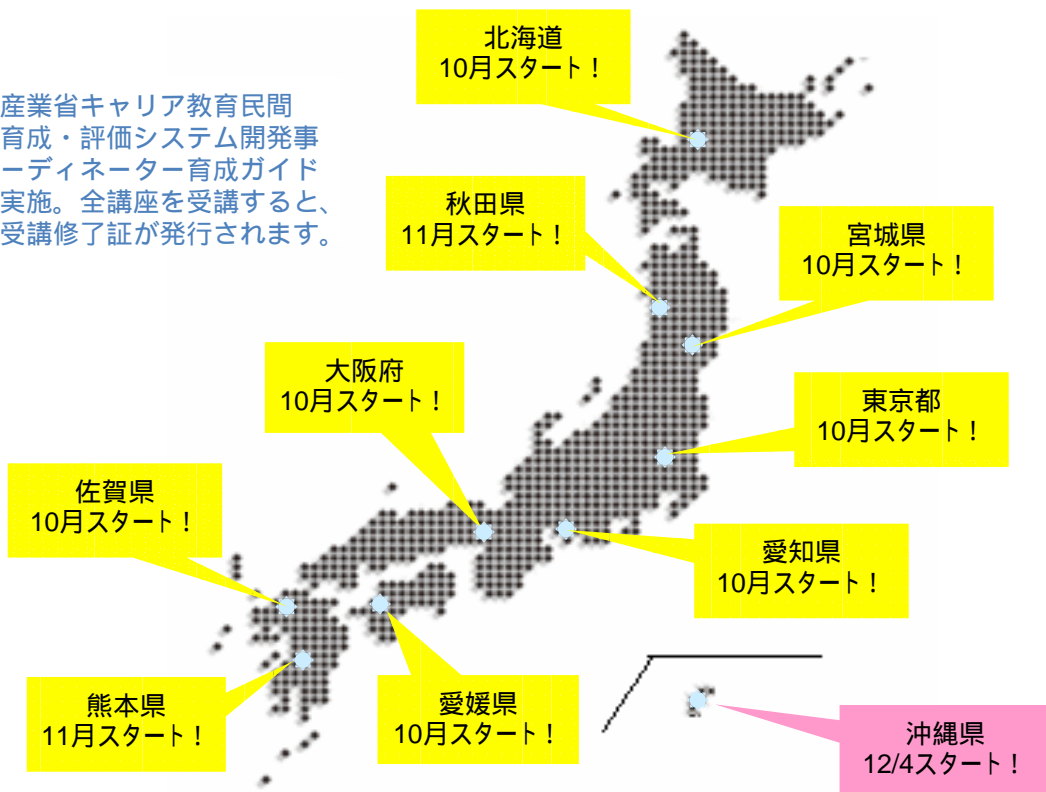 北海道
10月スタート！
産業省キャリア教育民間
育成・評価システム開発事
ーディネーター育成ガイド
実施。全講座を受講すると、
受講修了証が発行されます。
秋田県
11月スタート！
宮城県
10月スタート！
大阪府
10月スタート！
東京都
10月スタート！
佐賀県
10月スタート！
愛知県
10月スタート！
熊本県
11月スタート！
愛媛県
10月スタート！
沖縄県
12/4スタート！